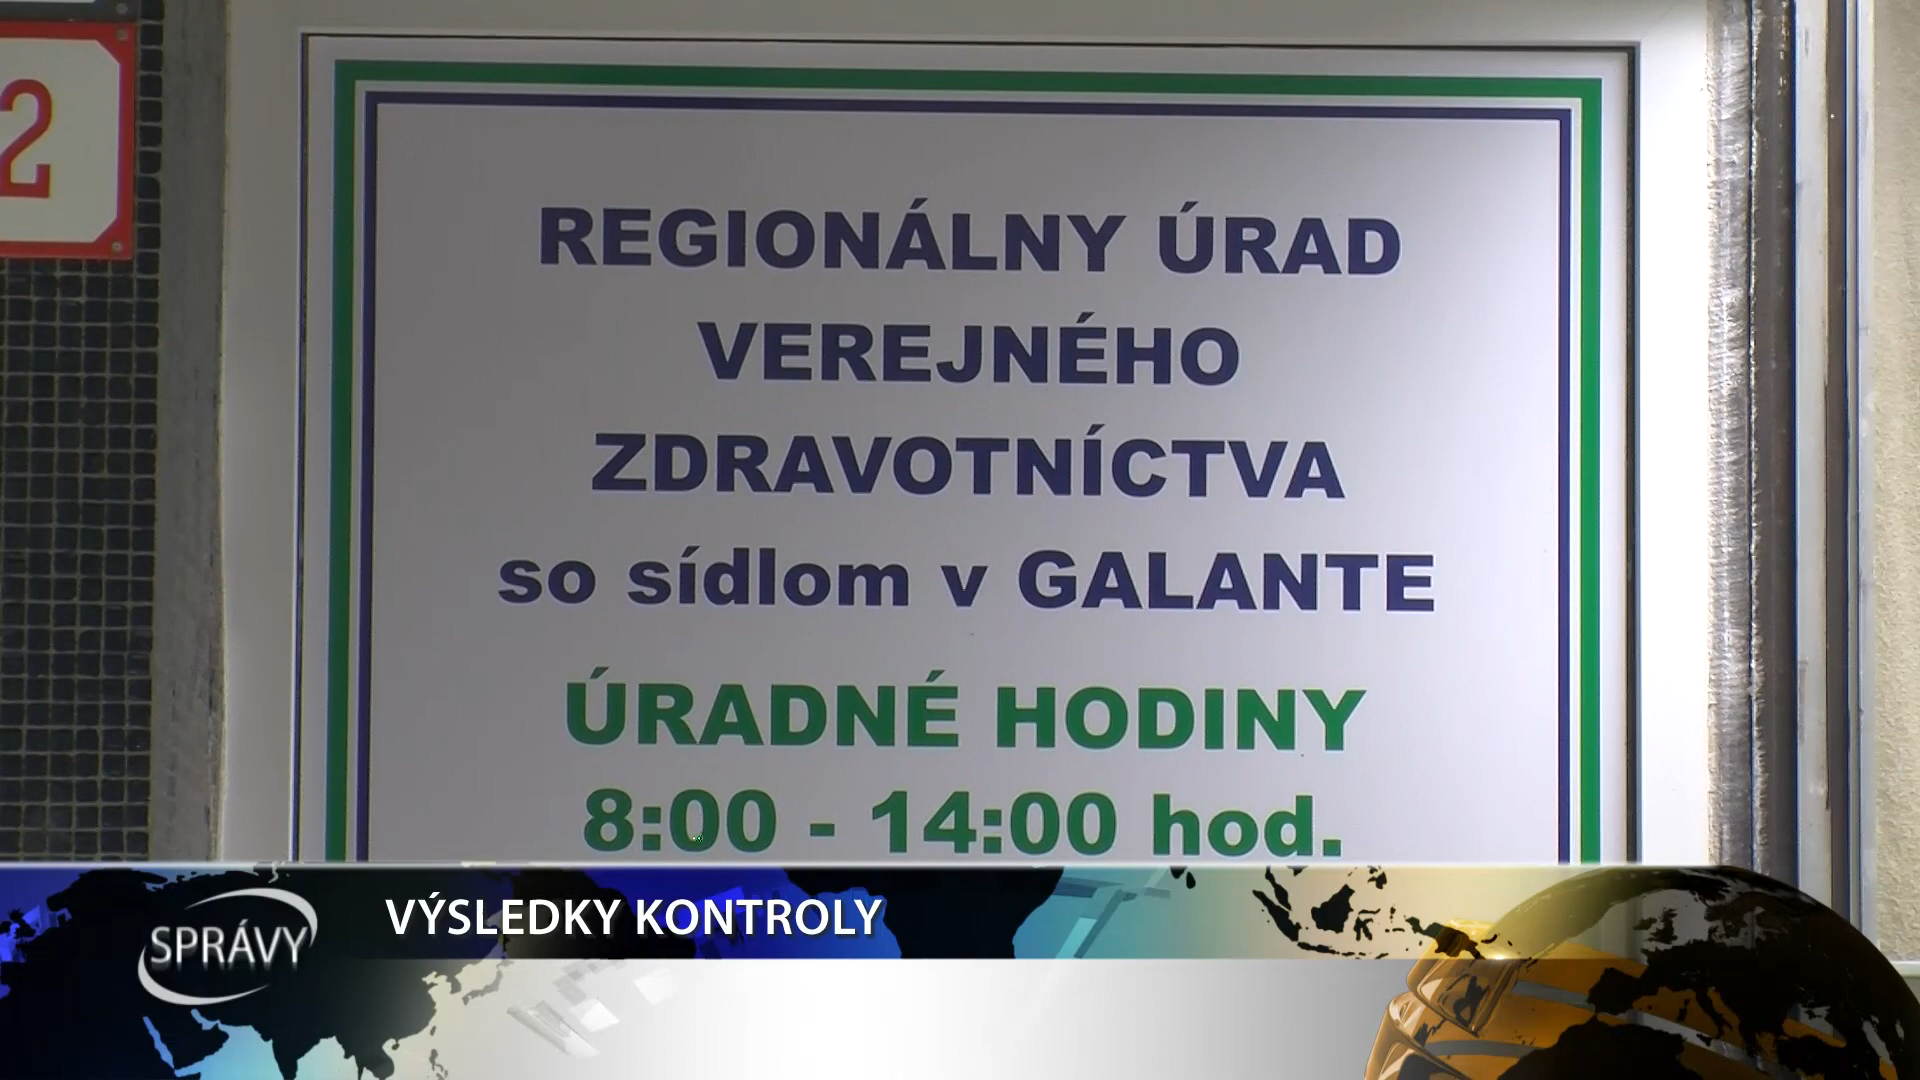 2
REGIONÁLNY ÚRAD
VEREJNÉHO
ZDRAVOTNÍCTVA
so sídlom v GALANTE
ÚRADNÉ HODINY
8:00 - 14:00 hod.
SPRÁVY
VÝSLEDKY KONTROLY